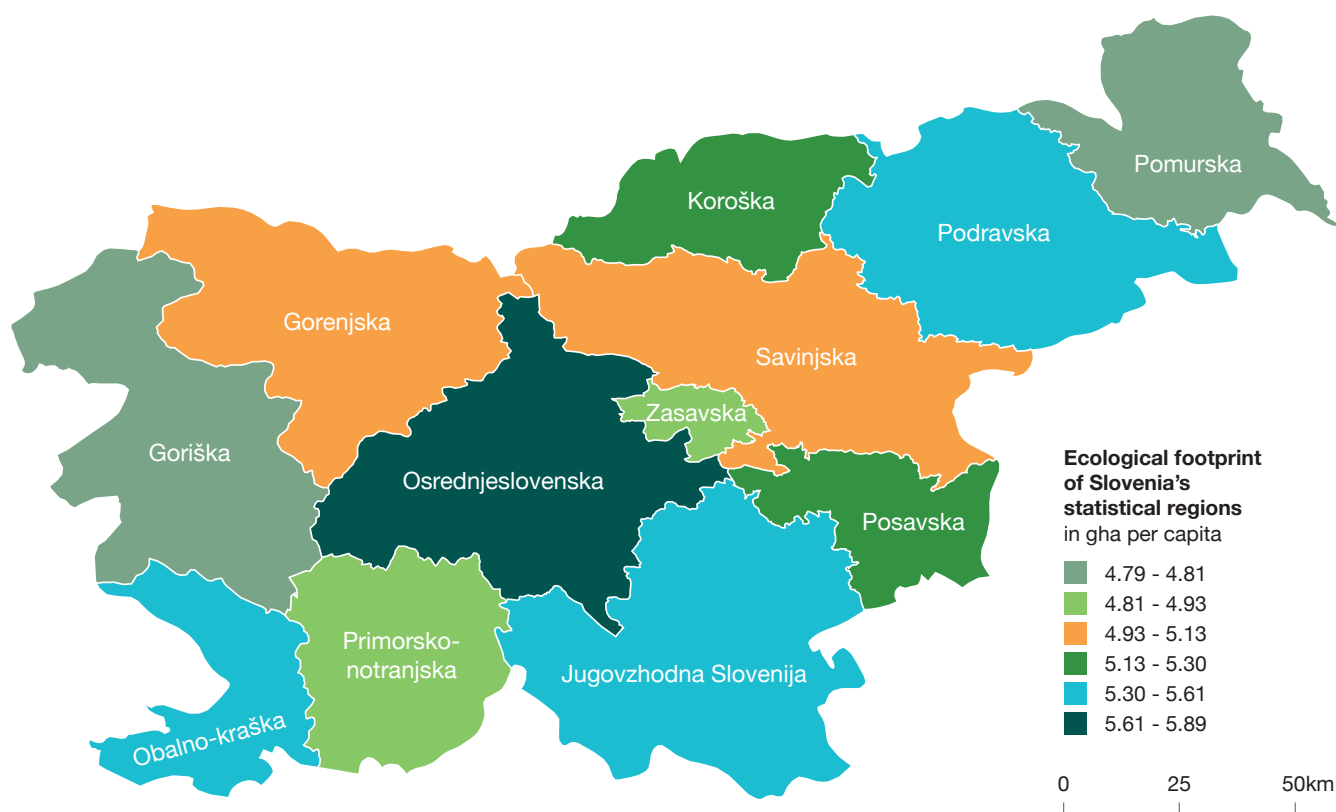 Pomurska
Koroška
Podravska
Gorenjska
Savinjska
Zasavska
Goriška
Osrednjeslovenska
Posavska
Primorsko-
notranjska
Jugovzhodna Slovenija
Obalno-kraška
Ecological footprint
of Slovenia's
statistical regions
in gha per capita
4.79 - 4.81
4.81 - 4.93
4.93 - 5.13
5.13 - 5.30
5.30 - 5.61
5.61 - 5.89
0 25 50km